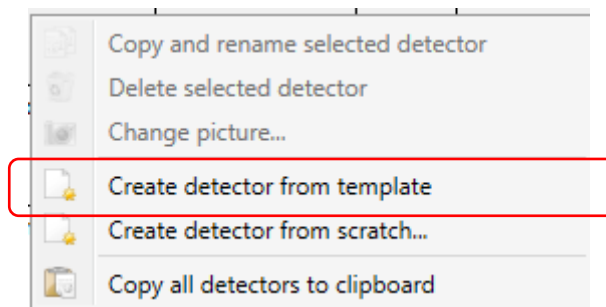 Copy and rename selected detector
Delete selected detector
Change picture...
Create detector from template
Create detector from scratch...
Copy all detectors to clipboard